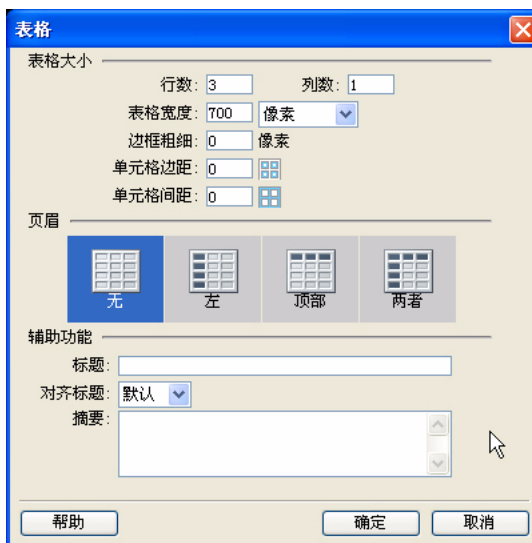 表格
表格大小
行数: 3 列数: 1
表格宽度: 700 像素
边框粗细: 0 像素
单元格边距: 0
单元格间距: 0
页眉
无 左 顶部 两者
辅助功能
标题:
对齐标题: 默认
摘要:
帮助 确定 取消